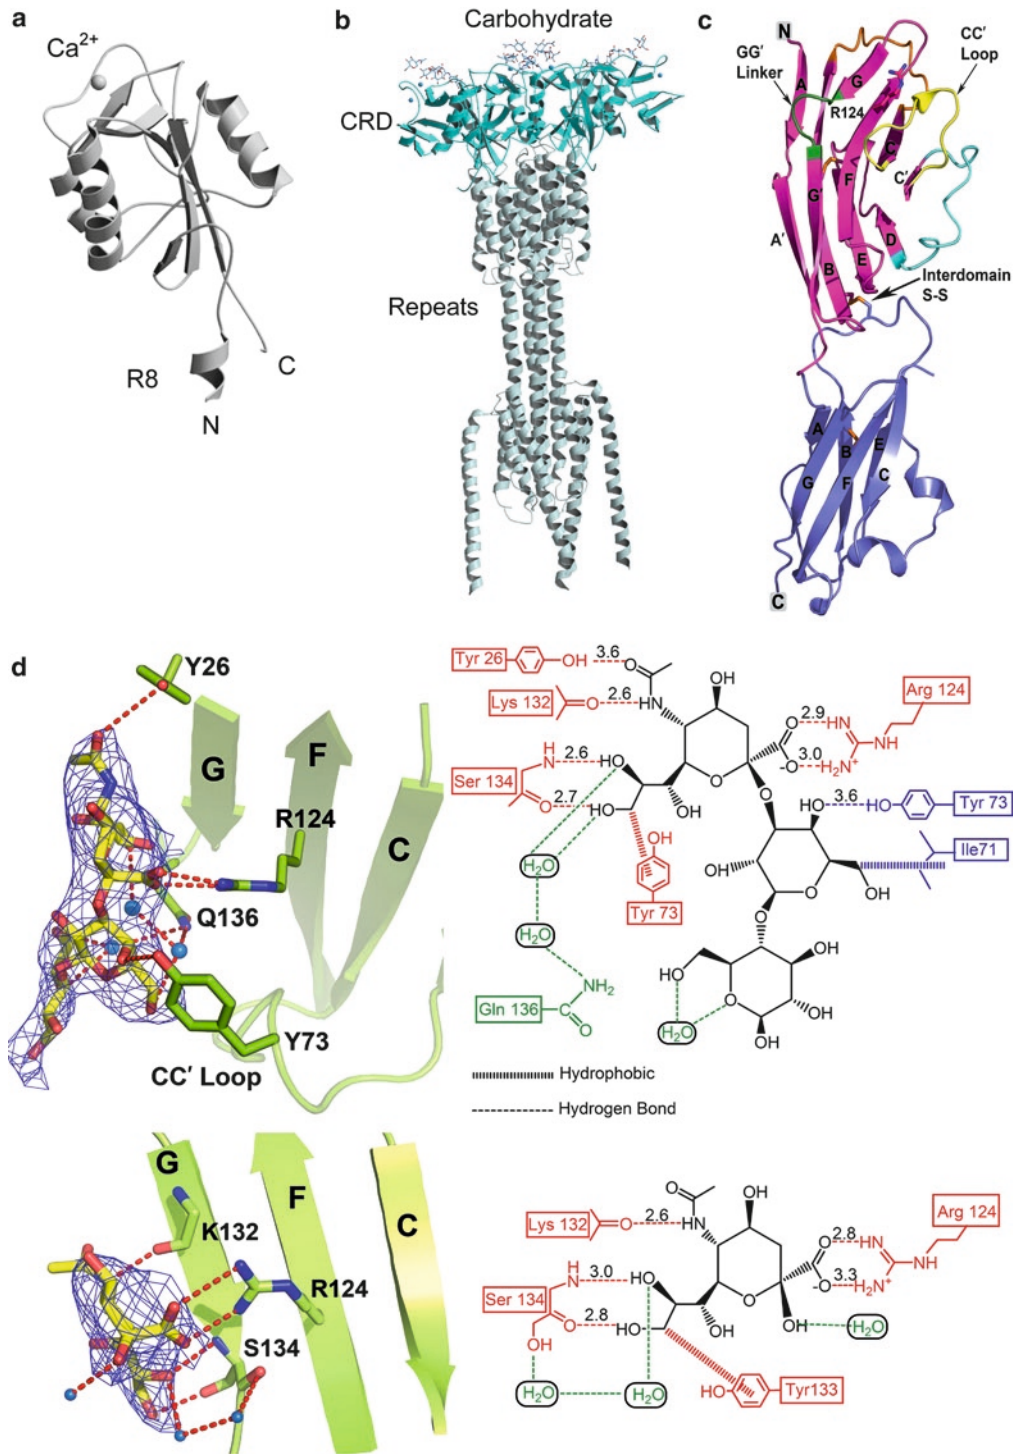 a
Ca2+
R8
N
C
b
Carbohydrate
CRD
Repeats
c
N
GG′
Linker
CC′
Loop
A
G
R124
C
C′
F
G′
A′
D
B
E
Interdomain
S-S
A
B
E
G
F
C
C
d
Y26
G
F
R124
C
Q136
Y73
CC′ Loop
Tyr 26
OH
3.6
O
Lys 132
O
2.6
H
N
OH
O
2.9
NH
Arg 124
NH
-O
3.0
H2N+
Ser 134
H
N
2.6
HO
O
2.7
HO
OH
O
O
OH
3.6
HO
Tyr 73
HO
Tyr 73
HO
O
OH
Ile71
H2O
H2O
NH2
Gln 136
O
O
HO
OH
O
OH
OH
H2O
Hydrophobic
Hydrogen Bond
G
F
C
K132
R124
S134
Lys 132
O
2.6
O
H
N
OH
O
2.8
NH
Arg 124
NH
-O
3.3
H2N+
Ser 134
H
N
3.0
HO
O
2.8
HO
OH
O
OH
H2O
OH
H2O
H2O
HO
Tyr133